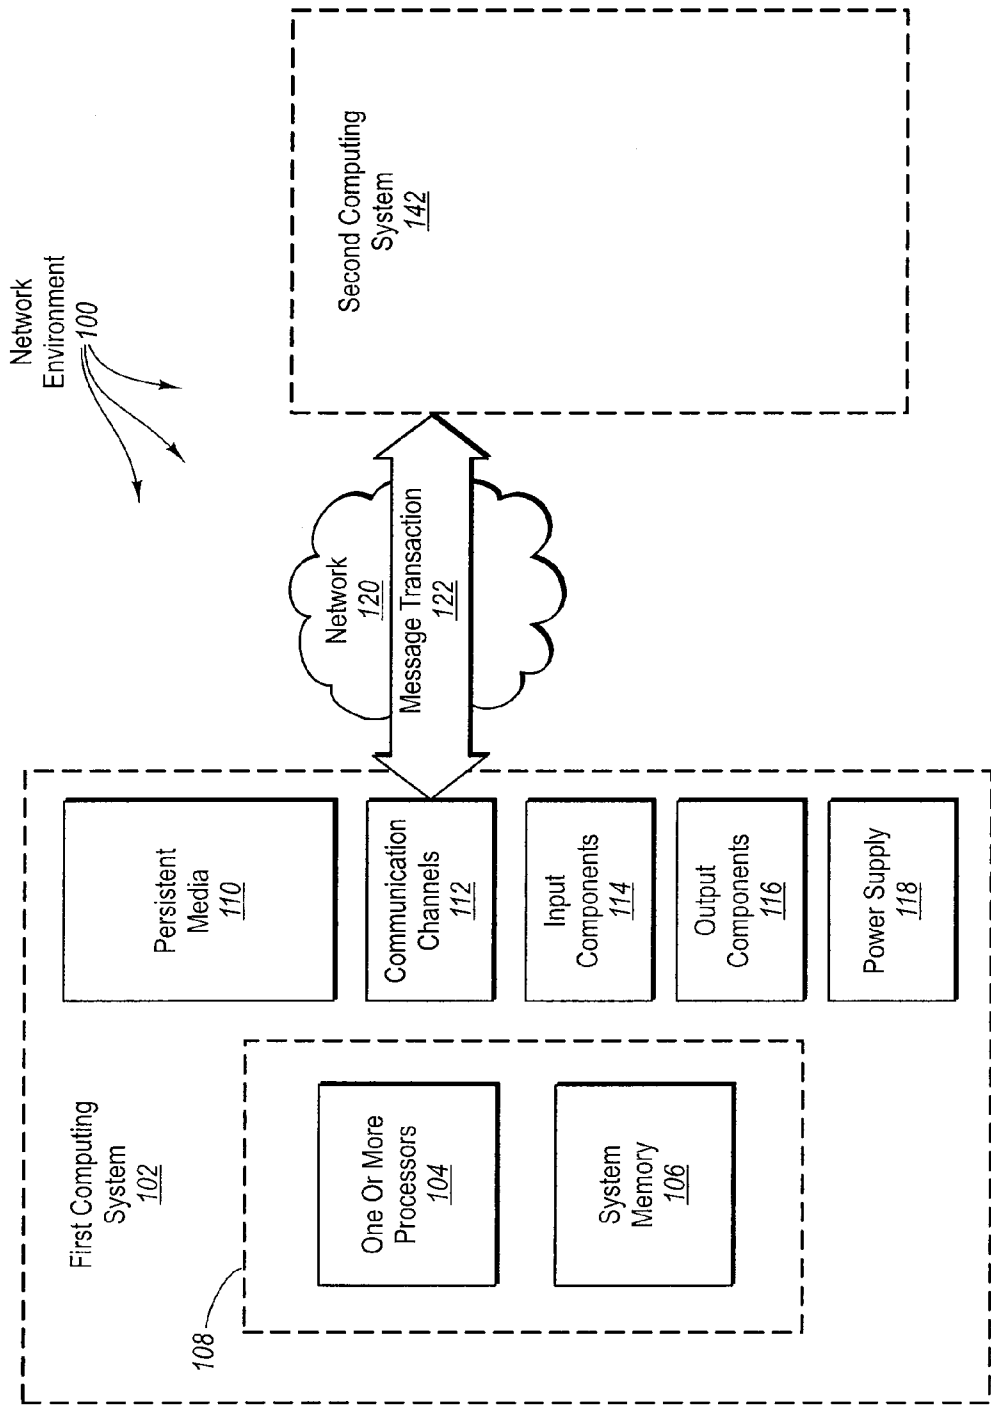 Network
Environment
100
First Computing
System
102
108
One Or More
Processors
104
System
Memory
106
Persistent
Media
110
Communication
Channels
112
Input
Components
114
Output
Components
116
Power Supply
118
Network
120
Message Transaction
122
Second Computing
System
142